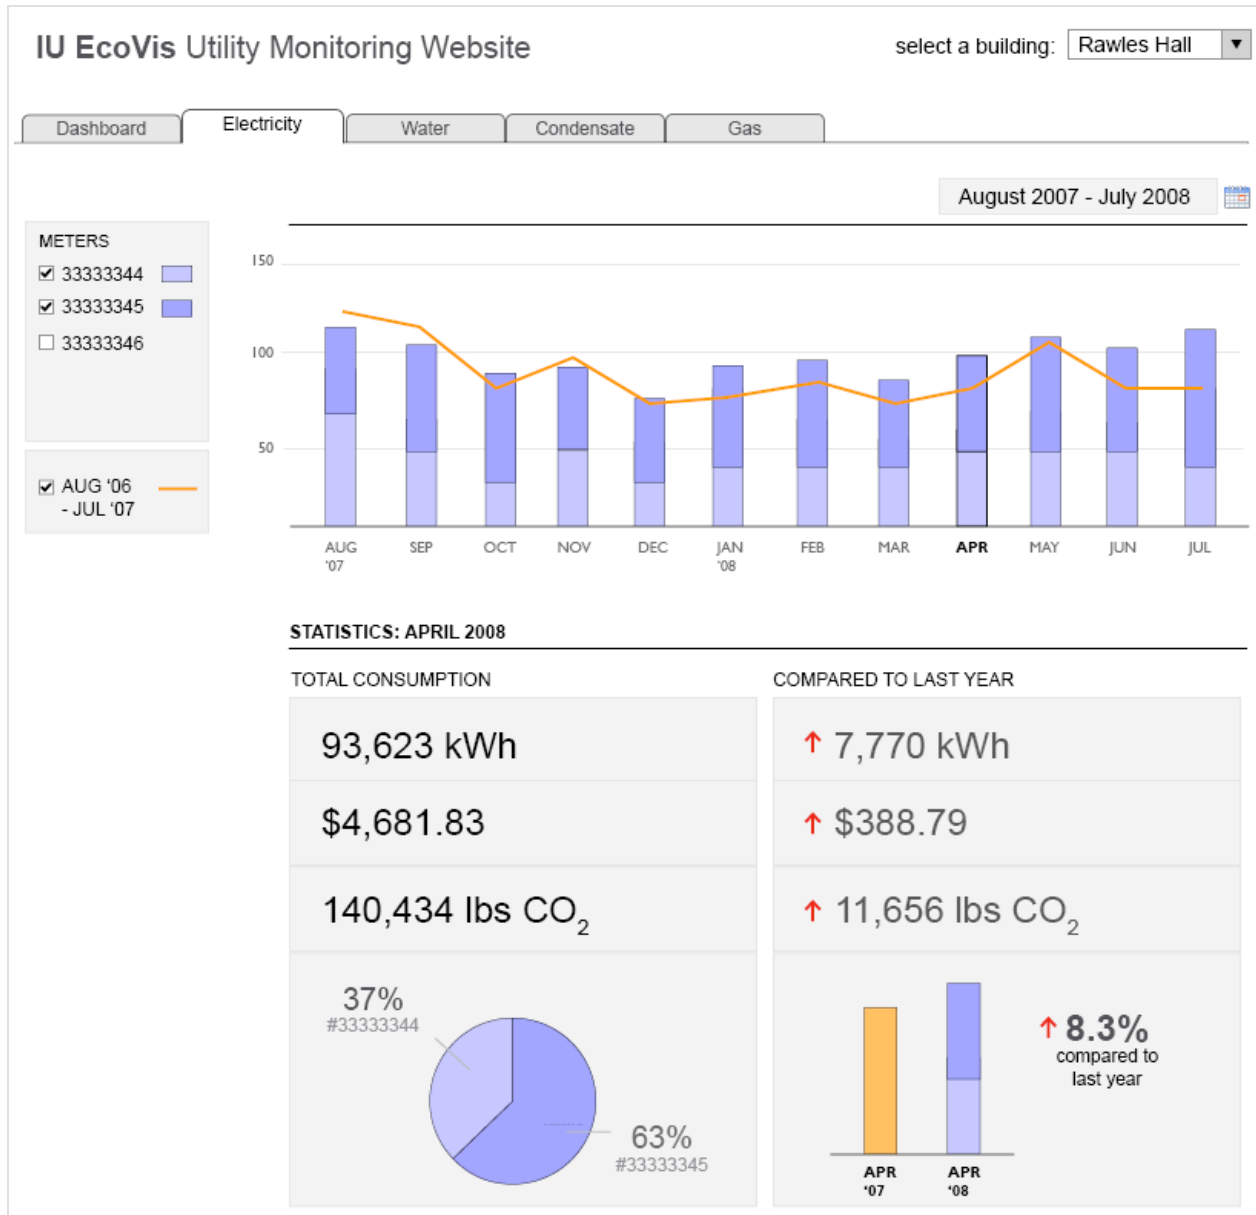 IU EcoVis Utility Monitoring Website
select a building: Rawles Hall
Dashboard Electricity Water Condensate Gas
August 2007 - July 2008
METERS
33333344
33333345
33333346
AUG ‘06
- JUL ‘07
150
100
50
AUG SEP OCT NOV DEC JAN FEB MAR APR MAY JUN JUL
'07 '08
STATISTICS: APRIL 2008
TOTAL CONSUMPTION
93,623 kWh
$4,681.83
140,434 lbs CO2
37%
#33333344
63%
#33333345
COMPARED TO LAST YEAR
↑ 7,770 kWh
↑ $388.79
↑ 11,656 lbs CO2
↑ 8.3%
compared to
last year
APR APR
‘07 ‘08